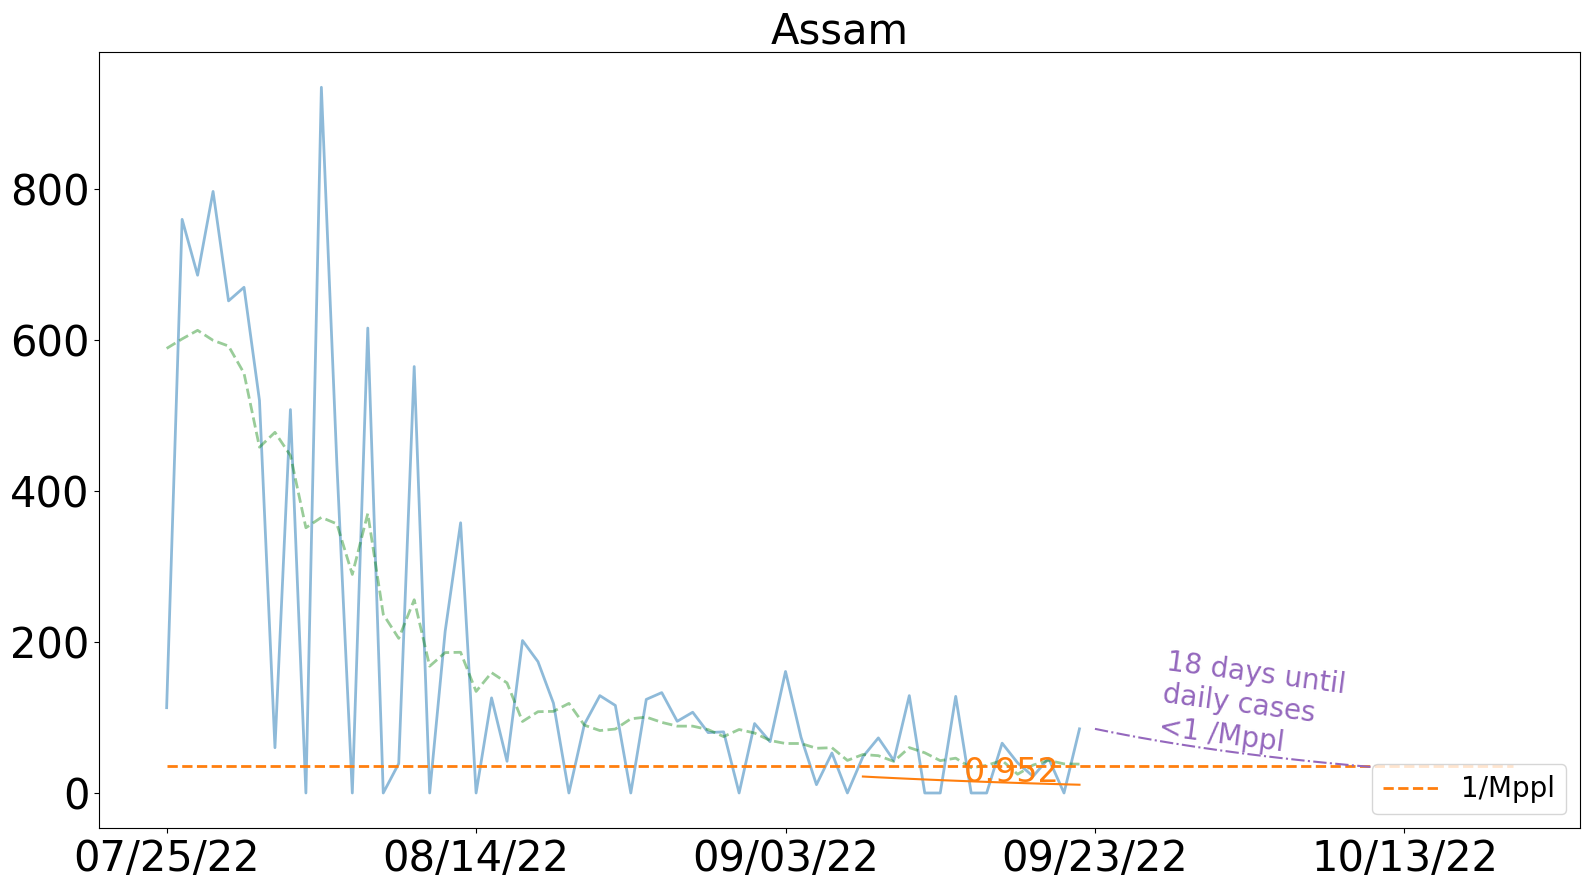 Assam
800
600
400
200
0
18 days until
daily cases
<1 /Mppl
0.952
1/Mppl
07/25/22
08/14/22
09/03/22
09/23/22
10/13/22